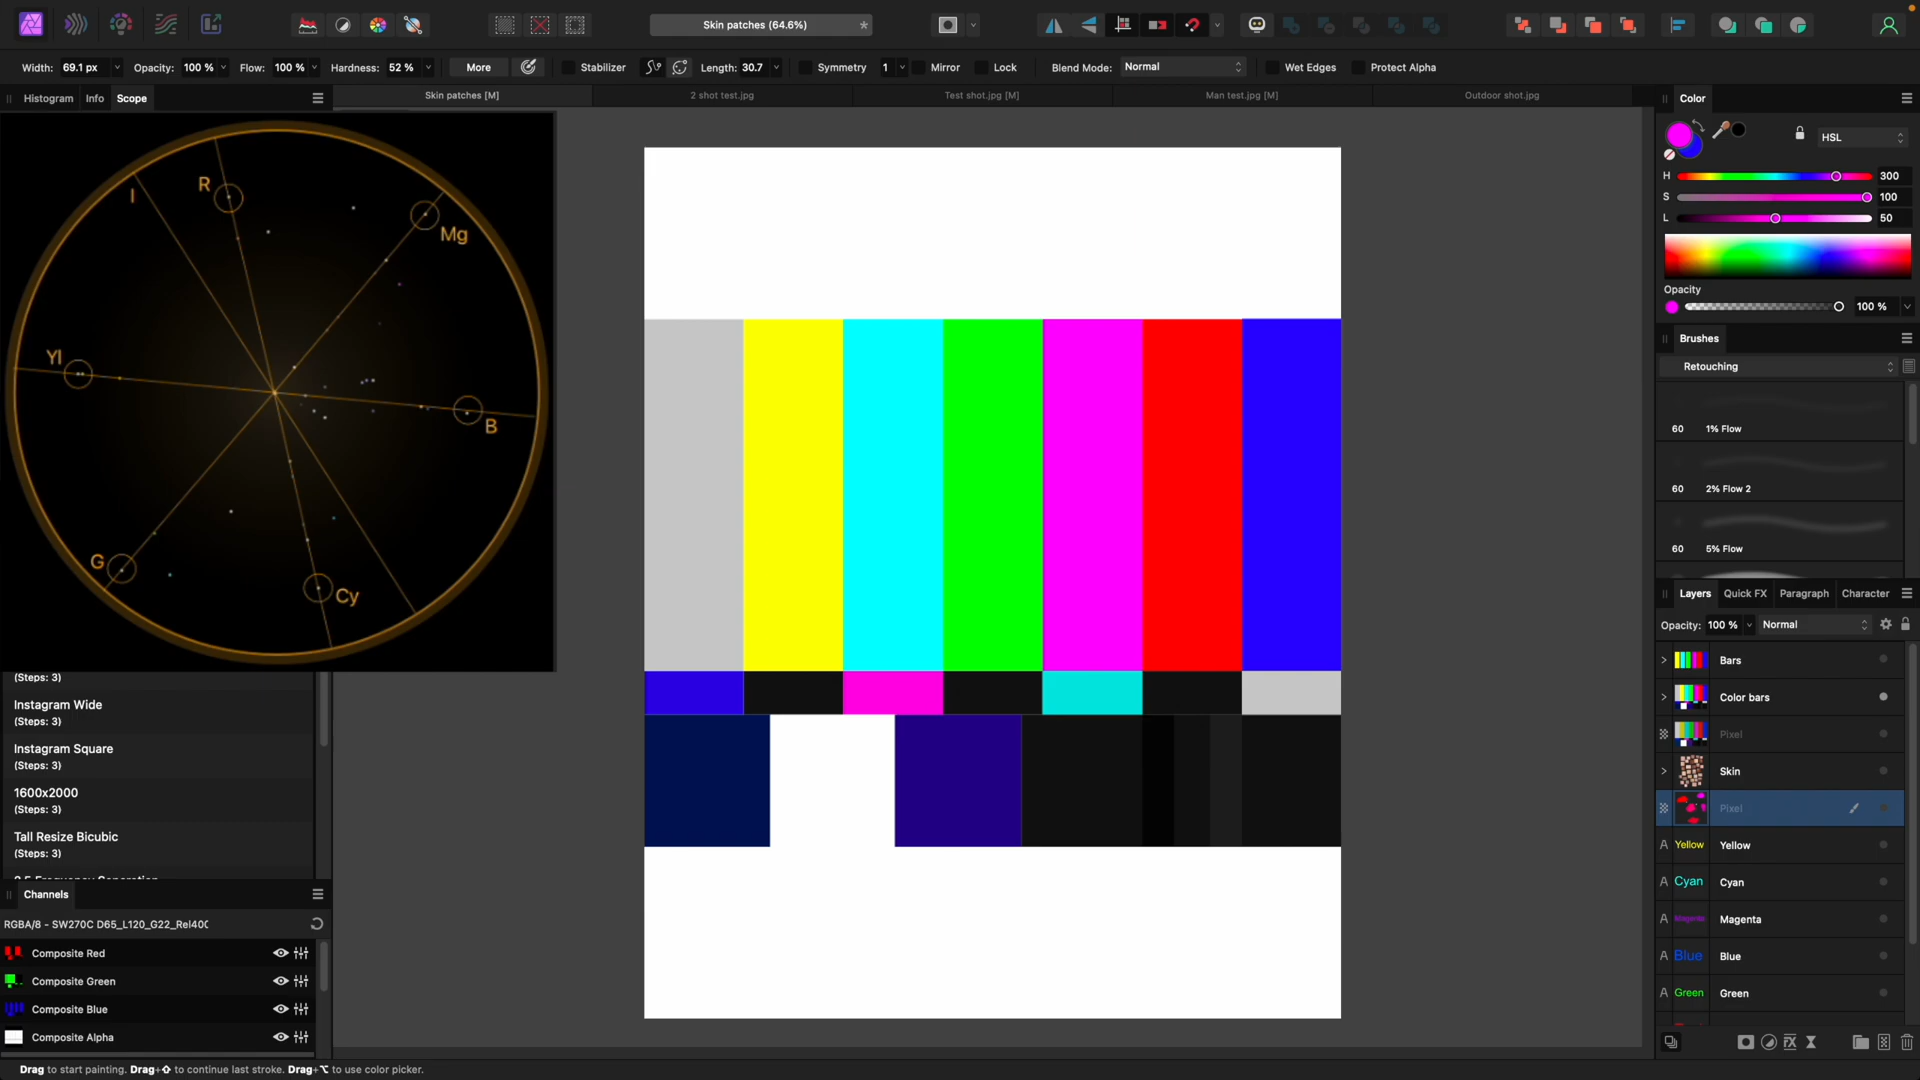 Skin patches (64.6%)
Width: 69.1 px Opacity: 100 % Flow: 100 % Hardness: 52 % More Stabilizer Length: 30.7 Symmetry 1 Mirror Lock Blend Mode: Normal Wet Edges Protect Alpha
Histogram Info Scope
Skin patches [M] 2 shot test.jpg Test shot.jpg [M] Man test.jpg [M] Outdoor shot.jpg
I
R
Mg
Yl
B
G
Cy
(Steps: 3)
Instagram Wide
(Steps: 3)
Instagram Square
(Steps: 3)
1600x2000
(Steps: 3)
Tall Resize Bicubic
(Steps: 3)
Channels
RGBA/8 - SW270C D65_L120_G22_Rel400
Composite Red
Composite Green
Composite Blue
Composite Alpha
Color
HSL
H 300
S 100
L 50
Opacity
100 %
Brushes
Retouching
60 1% Flow
60 2% Flow 2
60 5% Flow
Layers Quick FX Paragraph Character
Opacity: 100 % Normal
Bars
Color bars
Pixel
Skin
Pixel
A Yellow Yellow
A Cyan Cyan
A Magenta Magenta
A Blue Blue
A Green Green
Drag to start painting. Drag+⇧ to continue last stroke. Drag+⌥ to use color picker.